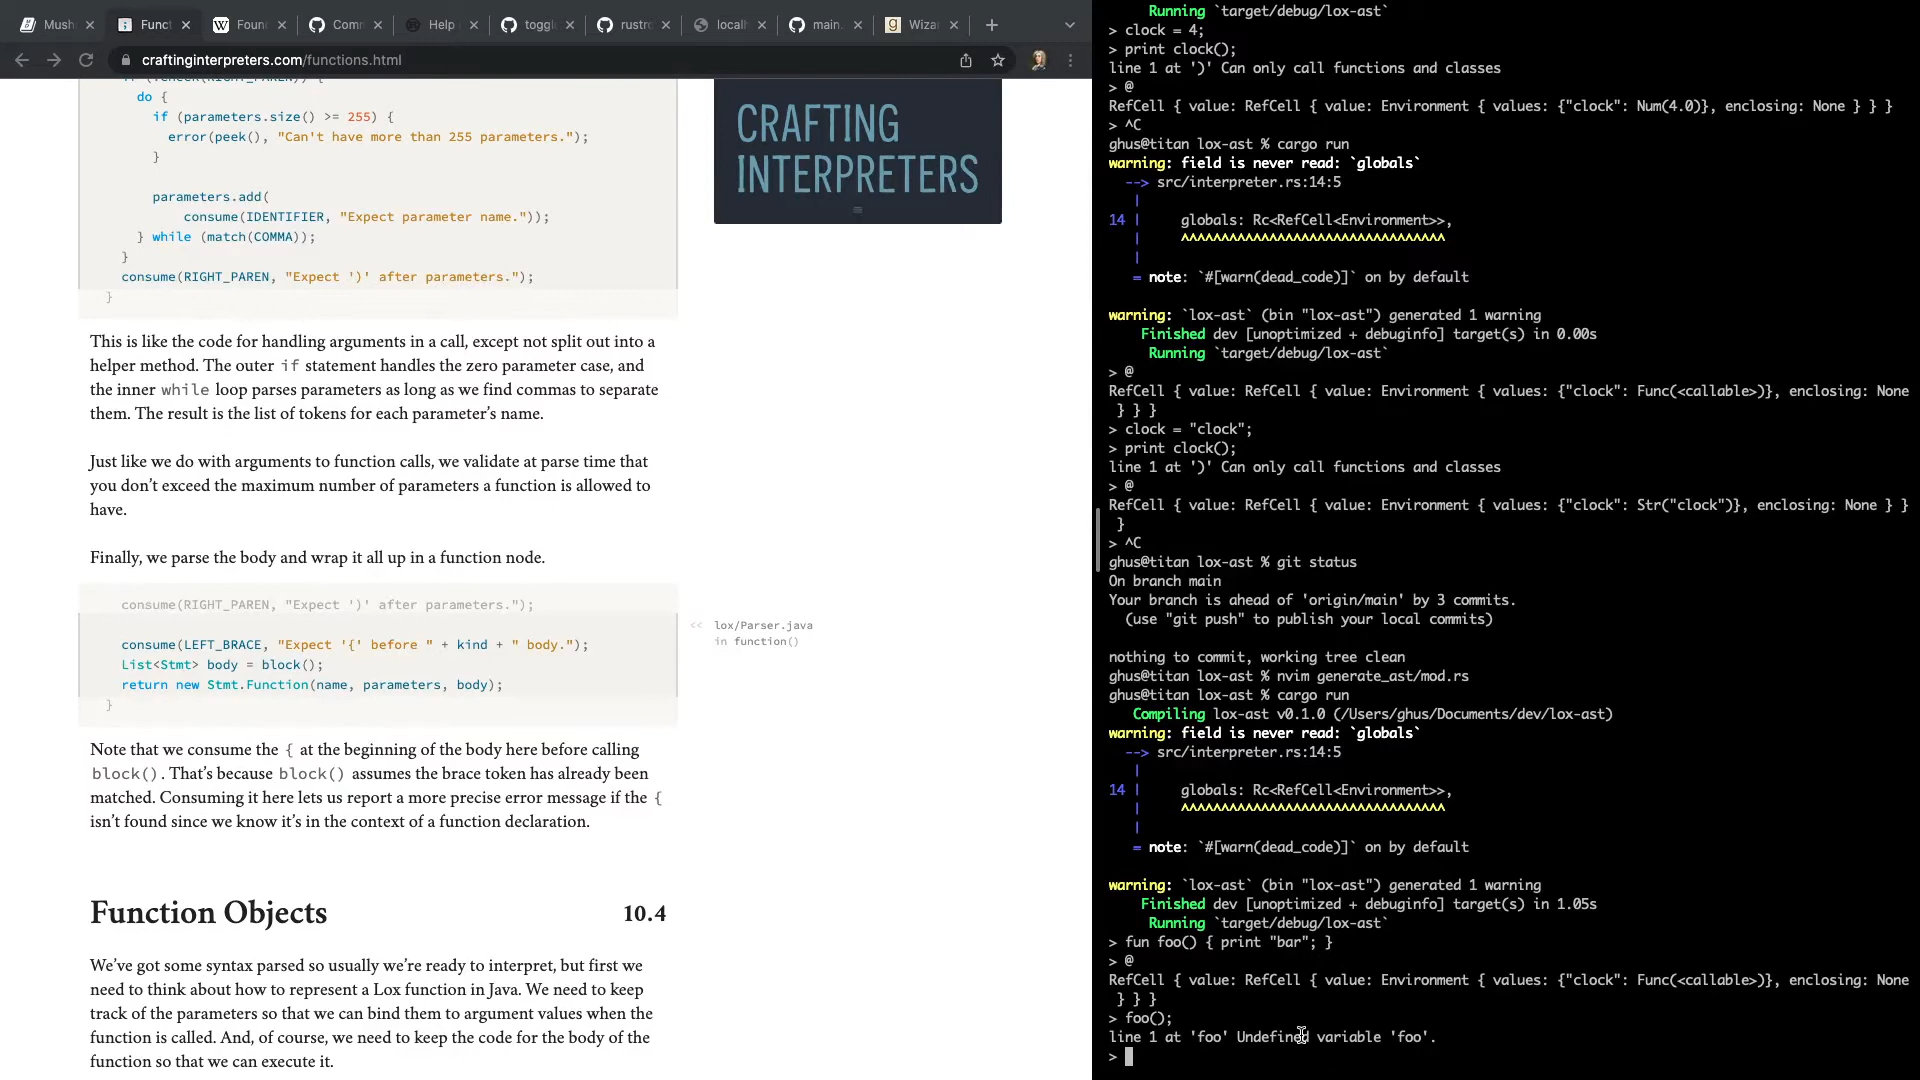 Mush
Funct
Foun
Comm
Help
toggle
rustro
localh
main.
Wizar
craftinginterpreters.com/functions.html
do {
if (parameters.size() >= 255) {
error(peek(), "Can't have more than 255 parameters.");
}
parameters.add(
consume(IDENTIFIER, "Expect parameter name."));
} while (match(COMMA));
}
consume(RIGHT_PAREN, "Expect ')' after parameters.");
}
This is like the code for handling arguments in a call, except not split out into a
helper method. The outer if statement handles the zero parameter case, and
the inner while loop parses parameters as long as we find commas to separate
them. The result is the list of tokens for each parameter's name.
Just like we do with arguments to function calls, we validate at parse time that
you don't exceed the maximum number of parameters a function is allowed to
have.
Finally, we parse the body and wrap it all up in a function node.
consume(RIGHT_PAREN, "Expect ')' after parameters.");
consume(LEFT_BRACE, "Expect '{' before " + kind + " body.");
List<Stmt> body = block();
return new Stmt.Function(name, parameters, body);
}
<< lox/Parser.java
in function()
Note that we consume the { at the beginning of the body here before calling
block(). That's because block() assumes the brace token has already been
matched. Consuming it here lets us report a more precise error message if the {
isn't found since we know it's in the context of a function declaration.
Function Objects 10.4
We've got some syntax parsed so usually we're ready to interpret, but first we
need to think about how to represent a Lox function in Java. We need to keep
track of the parameters so that we can bind them to argument values when the
function is called. And, of course, we need to keep the code for the body of the
function so that we can execute it.
CRAFTING
INTERPRETERS
Running `target/debug/lox-ast`
> clock = 4;
> print clock();
line 1 at ')' Can only call functions and classes
> @
RefCell { value: RefCell { value: Environment { values: {"clock": Num(4.0)}, enclosing: None } } }
> ^C
ghus@titan lox-ast % cargo run
warning: field is never read: `globals`
--> src/interpreter.rs:14:5
|
14 | globals: Rc<RefCell<Environment>>,
| ^^^^^^^^^^^^^^^^^^^^^^^^^^^^^^^^^
|
= note: `#[warn(dead_code)]` on by default
warning: `lox-ast` (bin "lox-ast") generated 1 warning
Finished dev [unoptimized + debuginfo] target(s) in 0.00s
Running `target/debug/lox-ast`
> @
RefCell { value: RefCell { value: Environment { values: {"clock": Func(<callable>)}, enclosing: None
} } }
> clock = "clock";
> print clock();
line 1 at ')' Can only call functions and classes
> @
RefCell { value: RefCell { value: Environment { values: {"clock": Str("clock")}, enclosing: None } }
}
> ^C
ghus@titan lox-ast % git status
On branch main
Your branch is ahead of 'origin/main' by 3 commits.
(use "git push" to publish your local commits)
nothing to commit, working tree clean
ghus@titan lox-ast % nvim generate_ast/mod.rs
ghus@titan lox-ast % cargo run
Compiling lox-ast v0.1.0 (/Users/ghus/Documents/dev/lox-ast)
warning: field is never read: `globals`
--> src/interpreter.rs:14:5
|
14 | globals: Rc<RefCell<Environment>>,
| ^^^^^^^^^^^^^^^^^^^^^^^^^^^^^^^^^
|
= note: `#[warn(dead_code)]` on by default
warning: `lox-ast` (bin "lox-ast") generated 1 warning
Finished dev [unoptimized + debuginfo] target(s) in 1.05s
Running `target/debug/lox-ast`
> fun foo() { print "bar"; }
> @
RefCell { value: RefCell { value: Environment { values: {"clock": Func(<callable>)}, enclosing: None
} } }
> foo();
line 1 at 'foo' Undefined variable 'foo'.
>